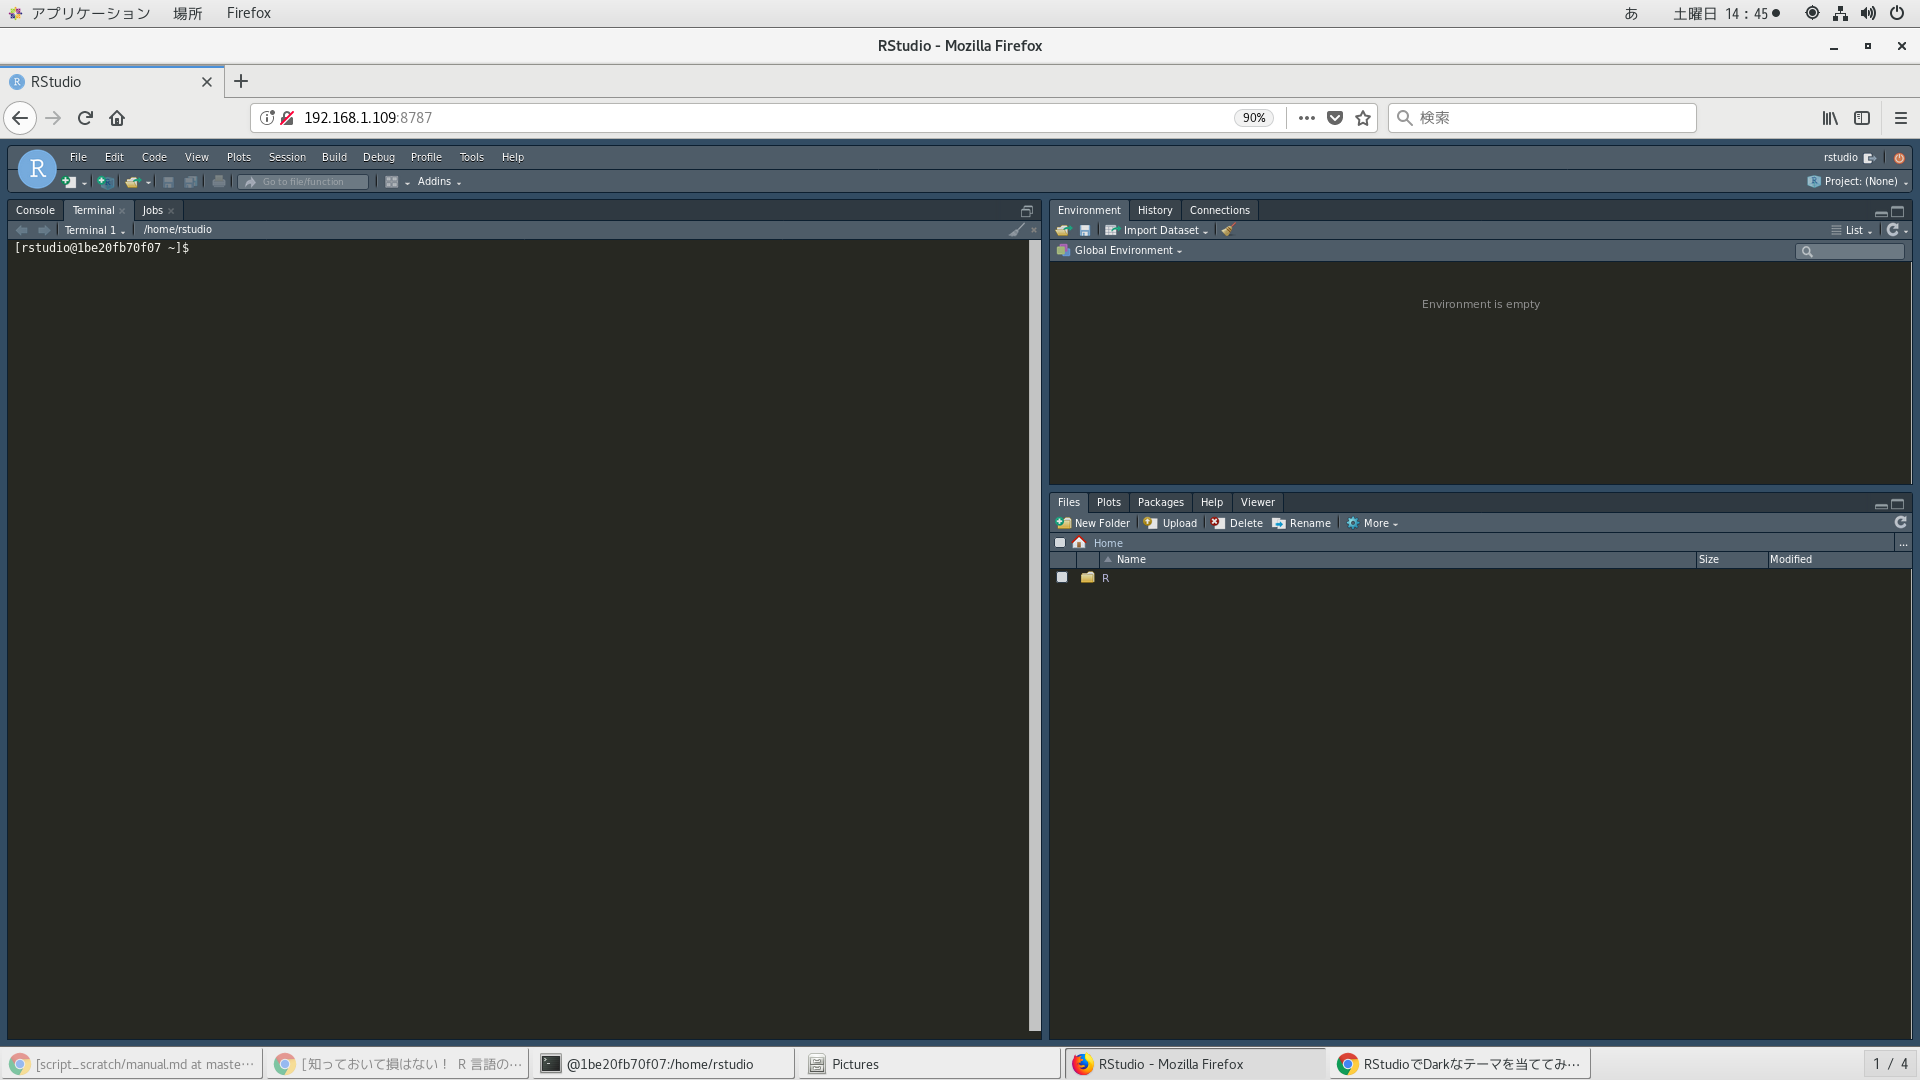 アプリケーション 場所 Firefox あ 土曜日 14：45
RStudio - Mozilla Firefox
R RStudio
192.168.1.109:8787 90% 検索
R
File Edit Code View Plots Session Build Debug Profile Tools Help rstudio
Go to file/function Addins R Project: (None)
Console Terminal Jobs
Terminal 1 /home/rstudio
[rstudio@1be20fb70f07 ~]$
Environment History Connections
Import Dataset List
Global Environment
Environment is empty
Files Plots Packages Help Viewer
New Folder Upload Delete Rename More
Home ...
Name Size Modified
R
[script_scratch/manual.md at maste… [知っておいて損はない！ R 言語の… @1be20fb70f07:/home/rstudio Pictures RStudio - Mozilla Firefox RStudioでDarkなテーマを当ててみ… 1 / 4